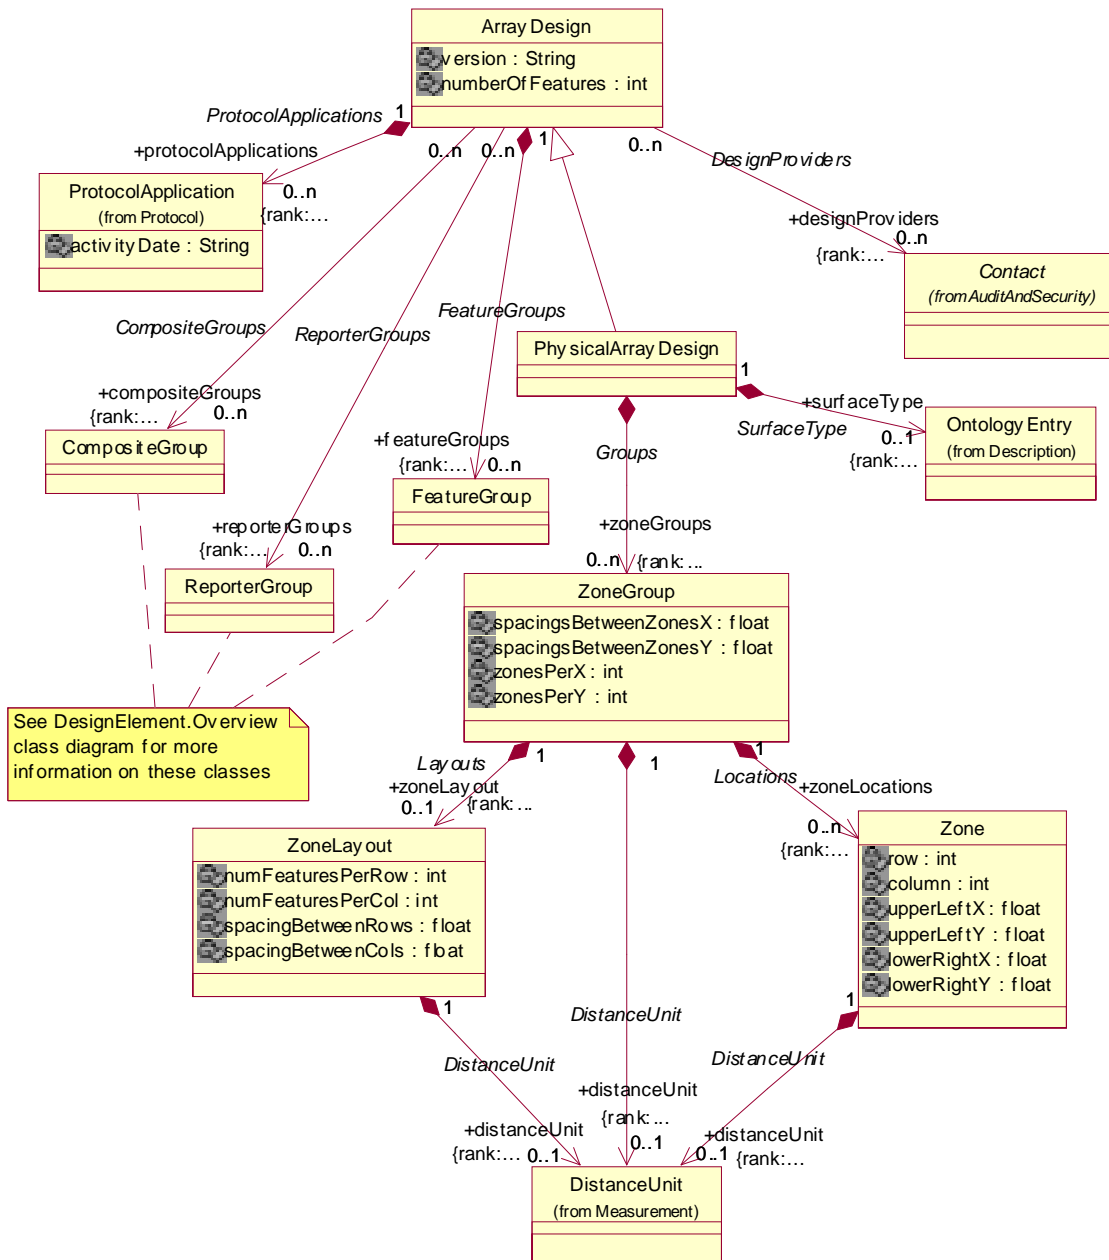 ArrayDesign
version : String
numberOfFeatures : int
ProtocolApplications
1
0..n
0..n
1
0..n
+protocolApplications
0..n
{rank:...
DesignProviders
+designProviders
0..n
{rank:...
ProtocolApplication
(from Protocol)
activityDate : String
Contact
(from AuditAndSecurity)
CompositeGroups
ReporterGroups
FeatureGroups
PhysicalArrayDesign
1
+compositeGroups
{rank:...
0..n
CompositeGroup
+surfaceType
SurfaceType
0..1
{rank:...
OntologyEntry
(from Description)
+featureGroups
{rank:...
0..n
FeatureGroup
Groups
+zoneGroups
0..n
{rank: ...
+reporterGroups
{rank:...
0..n
ReporterGroup
ZoneGroup
spacingsBetweenZonesX : float
spacingsBetweenZonesY : float
zonesPerX : int
zonesPerY : int
See DesignElement.Overview
class diagram for more
information on these classes
1
1
1
Layouts
+zoneLayout
0..1
{rank: ...
Locations
+zoneLocations
0..n
{rank:...
ZoneLayout
numFeaturesPerRow : int
numFeaturesPerCol : int
spacingBetweenRows : float
spacingBetweenCols : float
Zone
row : int
column : int
upperLeftX : float
upperLeftY : float
lowerRightX : float
lowerRightY : float
1
1
DistanceUnit
DistanceUnit
DistanceUnit
+distanceUnit
{rank: ...
0..1
+distanceUnit
{rank:...
0..1
+distanceUnit
0..1
{rank:...
DistanceUnit
(from Measurement)